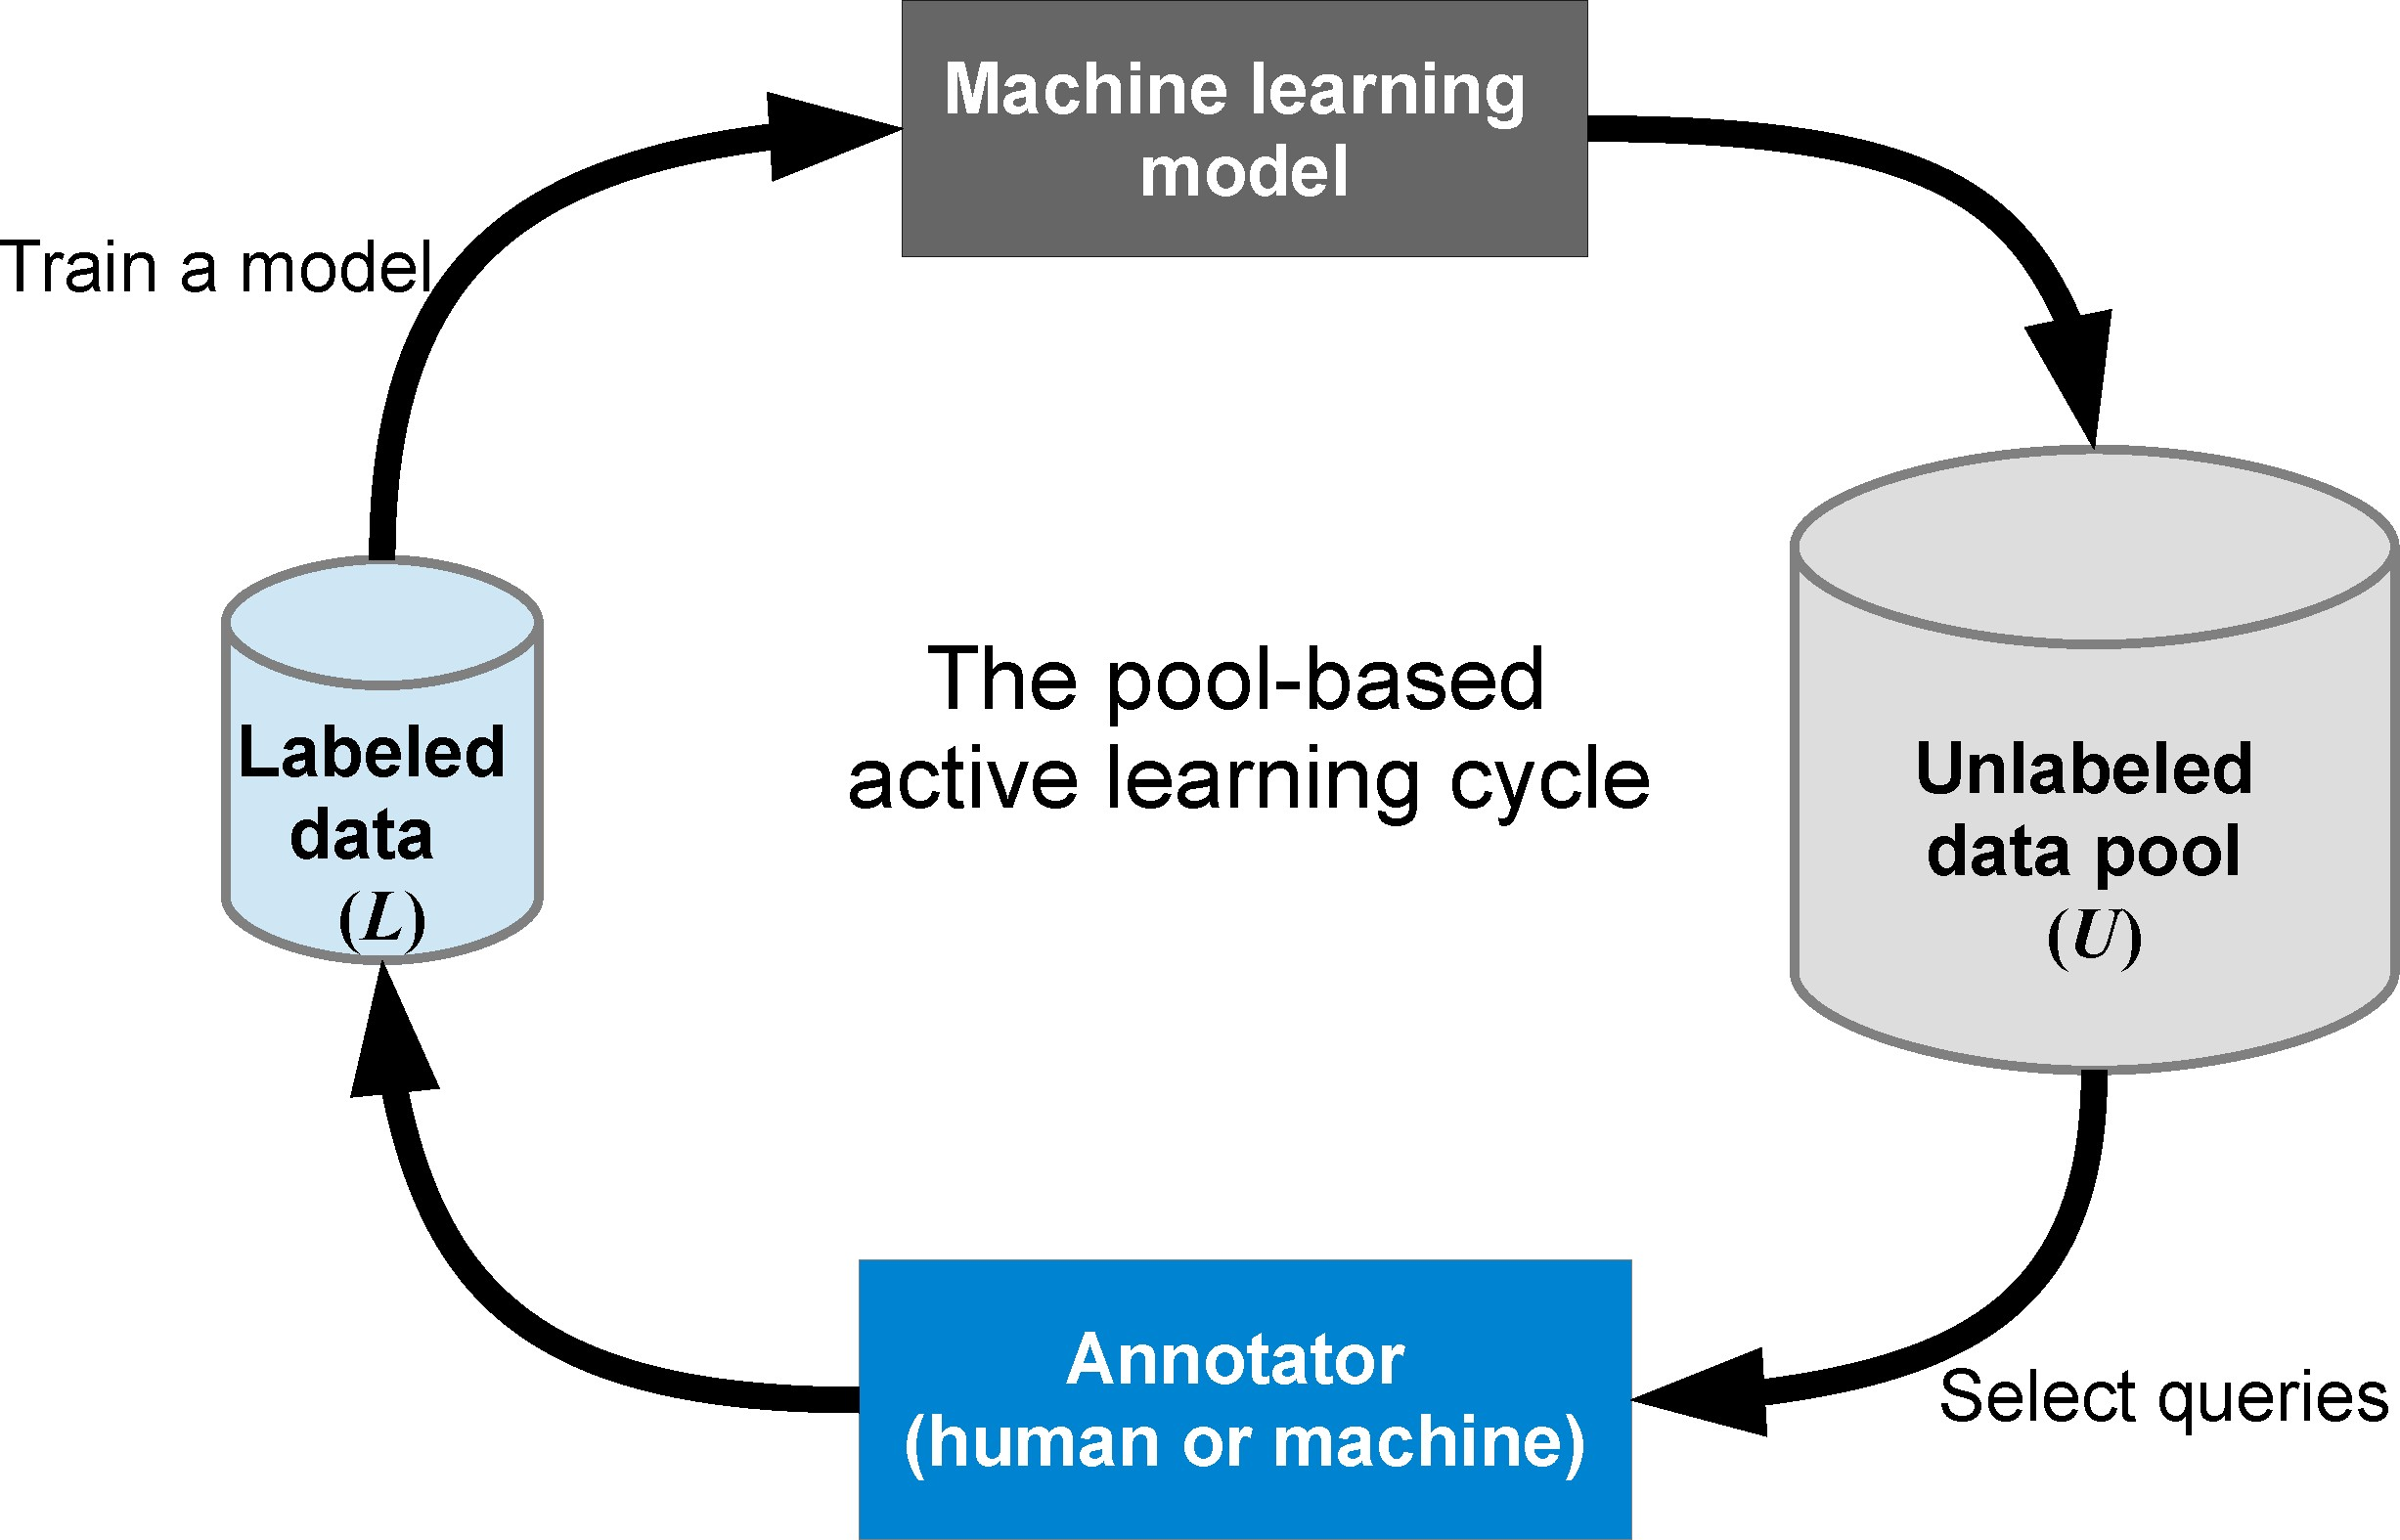 Machine learning
model
Train a model
The pool-based
active learning cycle
Labeled
data
(L)
Unlabeled
data pool
(U)
Annotator
(human or machine)
Select queries